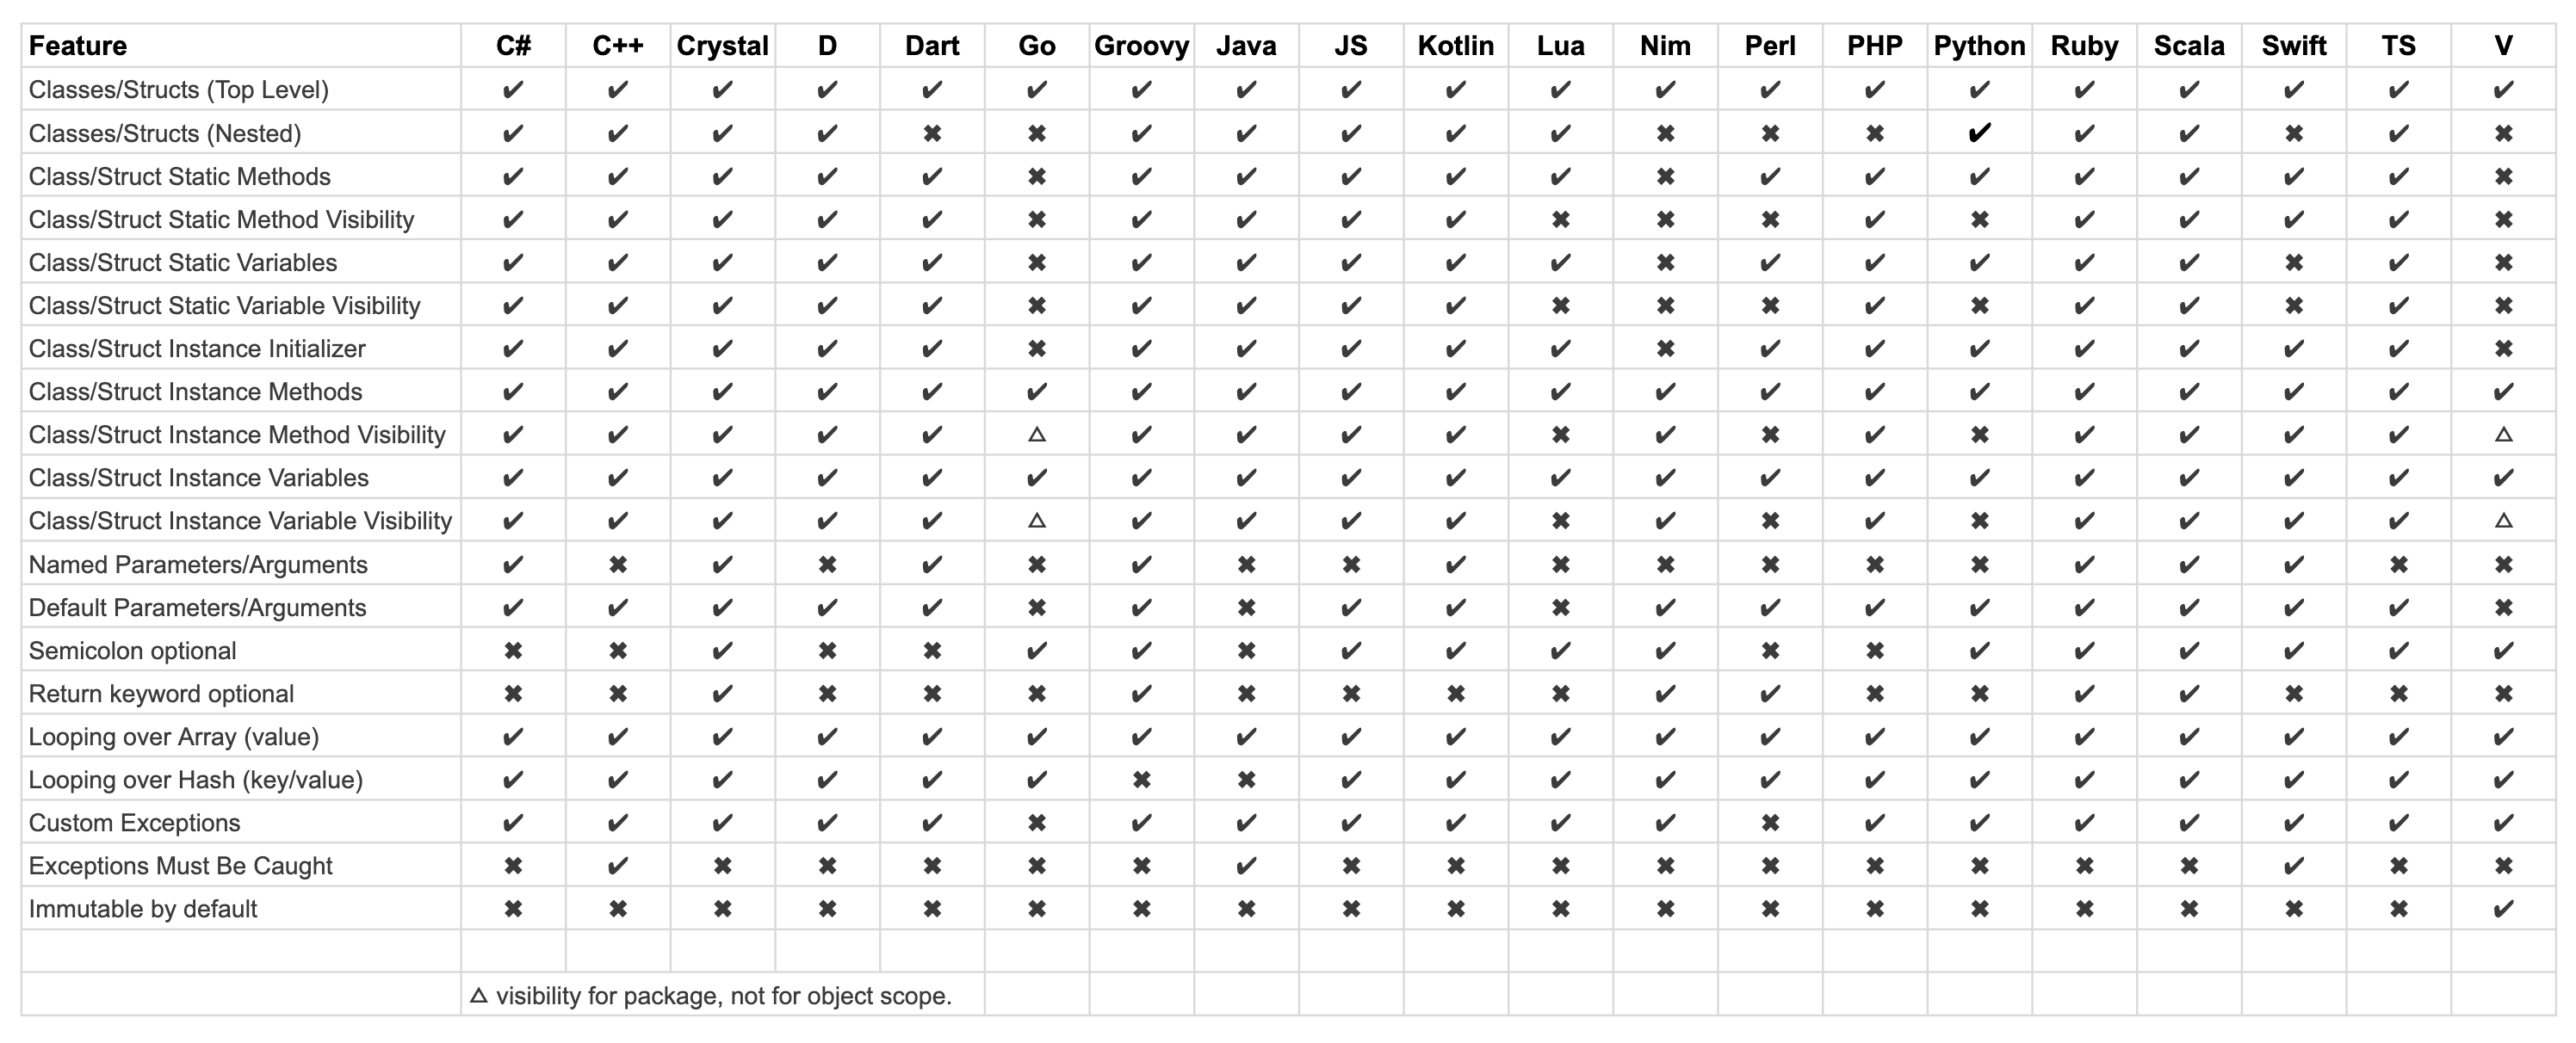 Feature C# C++ Crystal D Dart Go Groovy Java JS Kotlin Lua Nim Perl PHP Python Ruby Scala Swift TS V
Classes/Structs (Top Level) ✔ ✔ ✔ ✔ ✔ ✔ ✔ ✔ ✔ ✔ ✔ ✔ ✔ ✔ ✔ ✔ ✔ ✔ ✔ ✔
Classes/Structs (Nested) ✔ ✔ ✔ ✔ ✖ ✖ ✔ ✔ ✔ ✔ ✔ ✖ ✖ ✖ ✔ ✔ ✔ ✖ ✔ ✖
Class/Struct Static Methods ✔ ✔ ✔ ✔ ✔ ✖ ✔ ✔ ✔ ✔ ✔ ✖ ✔ ✔ ✔ ✔ ✔ ✔ ✔ ✖
Class/Struct Static Method Visibility ✔ ✔ ✔ ✔ ✔ ✖ ✔ ✔ ✔ ✔ ✖ ✖ ✖ ✔ ✖ ✔ ✔ ✔ ✔ ✖
Class/Struct Static Variables ✔ ✔ ✔ ✔ ✔ ✖ ✔ ✔ ✔ ✔ ✔ ✖ ✔ ✔ ✔ ✔ ✔ ✖ ✔ ✖
Class/Struct Static Variable Visibility ✔ ✔ ✔ ✔ ✔ ✖ ✔ ✔ ✔ ✔ ✖ ✖ ✖ ✔ ✖ ✔ ✔ ✖ ✔ ✖
Class/Struct Instance Initializer ✔ ✔ ✔ ✔ ✔ ✖ ✔ ✔ ✔ ✔ ✔ ✖ ✔ ✔ ✔ ✔ ✔ ✔ ✔ ✖
Class/Struct Instance Methods ✔ ✔ ✔ ✔ ✔ ✔ ✔ ✔ ✔ ✔ ✔ ✔ ✔ ✔ ✔ ✔ ✔ ✔ ✔ ✔
Class/Struct Instance Method Visibility ✔ ✔ ✔ ✔ ✔ △ ✔ ✔ ✔ ✔ ✖ ✔ ✖ ✔ ✖ ✔ ✔ ✔ ✔ △
Class/Struct Instance Variables ✔ ✔ ✔ ✔ ✔ ✔ ✔ ✔ ✔ ✔ ✔ ✔ ✔ ✔ ✔ ✔ ✔ ✔ ✔ ✔
Class/Struct Instance Variable Visibility ✔ ✔ ✔ ✔ ✔ △ ✔ ✔ ✔ ✔ ✖ ✔ ✖ ✔ ✖ ✔ ✔ ✔ ✔ △
Named Parameters/Arguments ✔ ✖ ✔ ✖ ✔ ✖ ✔ ✖ ✖ ✔ ✖ ✖ ✖ ✖ ✖ ✔ ✔ ✔ ✖ ✖
Default Parameters/Arguments ✔ ✔ ✔ ✔ ✔ ✖ ✔ ✖ ✔ ✔ ✖ ✔ ✔ ✔ ✔ ✔ ✔ ✔ ✔ ✖
Semicolon optional ✖ ✖ ✔ ✖ ✖ ✔ ✔ ✖ ✔ ✔ ✔ ✔ ✖ ✖ ✔ ✔ ✔ ✔ ✔ ✔
Return keyword optional ✖ ✖ ✔ ✖ ✖ ✖ ✔ ✖ ✖ ✖ ✖ ✔ ✔ ✖ ✖ ✔ ✔ ✖ ✖ ✖
Looping over Array (value) ✔ ✔ ✔ ✔ ✔ ✔ ✔ ✔ ✔ ✔ ✔ ✔ ✔ ✔ ✔ ✔ ✔ ✔ ✔ ✔
Looping over Hash (key/value) ✔ ✔ ✔ ✔ ✔ ✔ ✖ ✖ ✔ ✔ ✔ ✔ ✔ ✔ ✔ ✔ ✔ ✔ ✔ ✔
Custom Exceptions ✔ ✔ ✔ ✔ ✔ ✖ ✔ ✔ ✔ ✔ ✔ ✔ ✖ ✔ ✔ ✔ ✔ ✔ ✔ ✔
Exceptions Must Be Caught ✖ ✔ ✖ ✖ ✖ ✖ ✖ ✔ ✖ ✖ ✖ ✖ ✖ ✖ ✖ ✖ ✖ ✔ ✖ ✖
Immutable by default ✖ ✖ ✖ ✖ ✖ ✖ ✖ ✖ ✖ ✖ ✖ ✖ ✖ ✖ ✖ ✖ ✖ ✖ ✖ ✔
△ visibility for package, not for object scope.